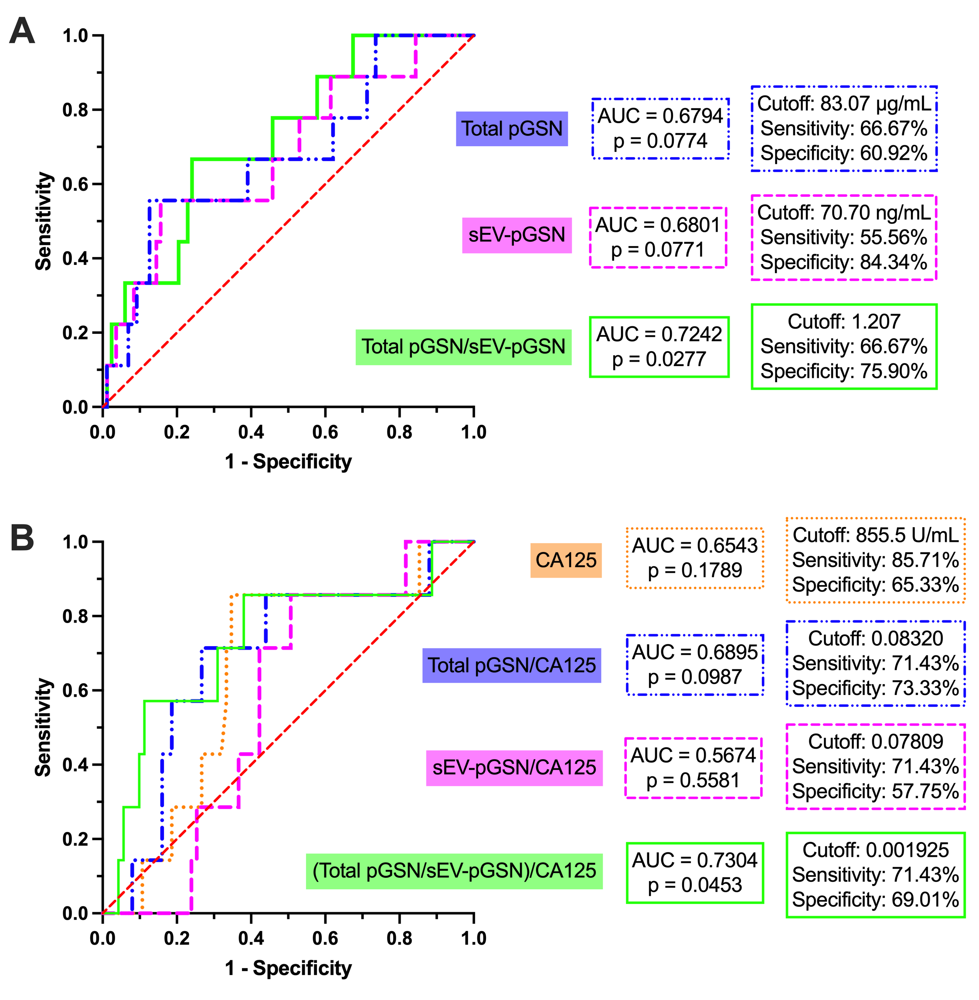 A
1.0
0.8
0.6
0.4
0.2
0.0
Sensitivity
0.0 0.2 0.4 0.6 0.8 1.0
1 - Specificity
Total pGSN
AUC = 0.6794
p = 0.0774
Cutoff: 83.07 µg/mL
Sensitivity: 66.67%
Specificity: 60.92%
sEV-pGSN
AUC = 0.6801
p = 0.0771
Cutoff: 70.70 ng/mL
Sensitivity: 55.56%
Specificity: 84.34%
Total pGSN/sEV-pGSN
AUC = 0.7242
p = 0.0277
Cutoff: 1.207
Sensitivity: 66.67%
Specificity: 75.90%
B
1.0
0.8
0.6
0.4
0.2
0.0
Sensitivity
0.0 0.2 0.4 0.6 0.8 1.0
1 - Specificity
CA125
AUC = 0.6543
p = 0.1789
Cutoff: 855.5 U/mL
Sensitivity: 85.71%
Specificity: 65.33%
Total pGSN/CA125
AUC = 0.6895
p = 0.0987
Cutoff: 0.08320
Sensitivity: 71.43%
Specificity: 73.33%
sEV-pGSN/CA125
AUC = 0.5674
p = 0.5581
Cutoff: 0.07809
Sensitivity: 71.43%
Specificity: 57.75%
(Total pGSN/sEV-pGSN)/CA125
AUC = 0.7304
p = 0.0453
Cutoff: 0.001925
Sensitivity: 71.43%
Specificity: 69.01%